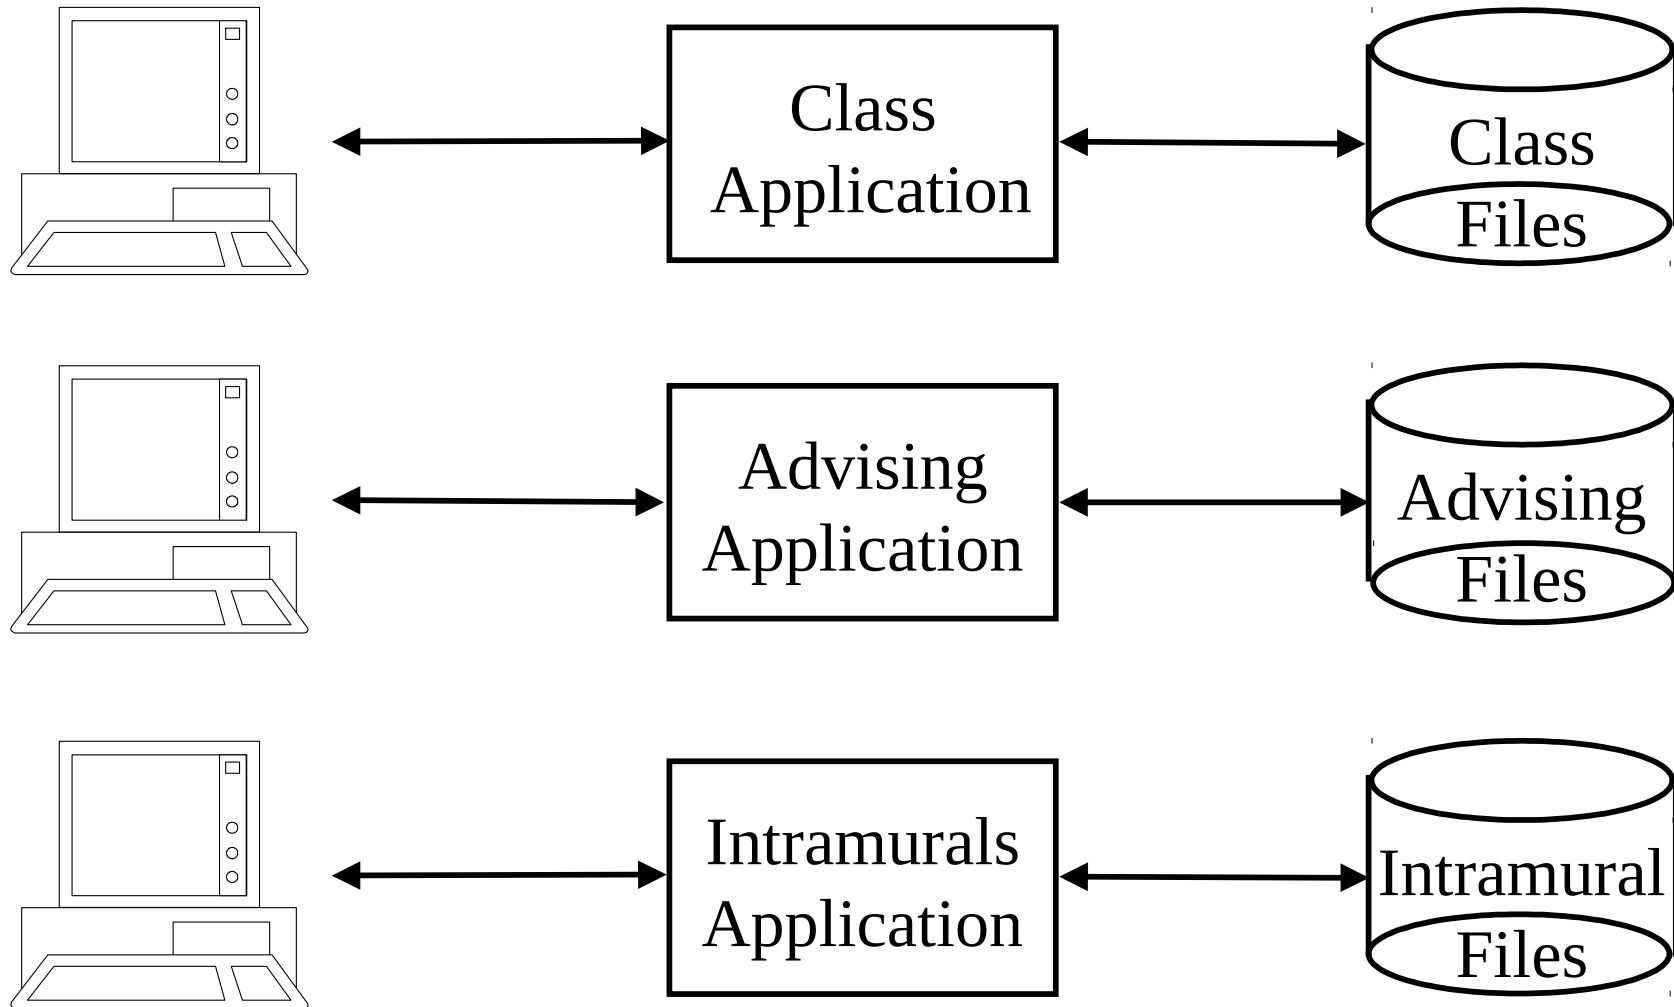 Class
Application
Class
Files
Advising
Application
Advising
Files
Intramurals
Application
Intramural
Files